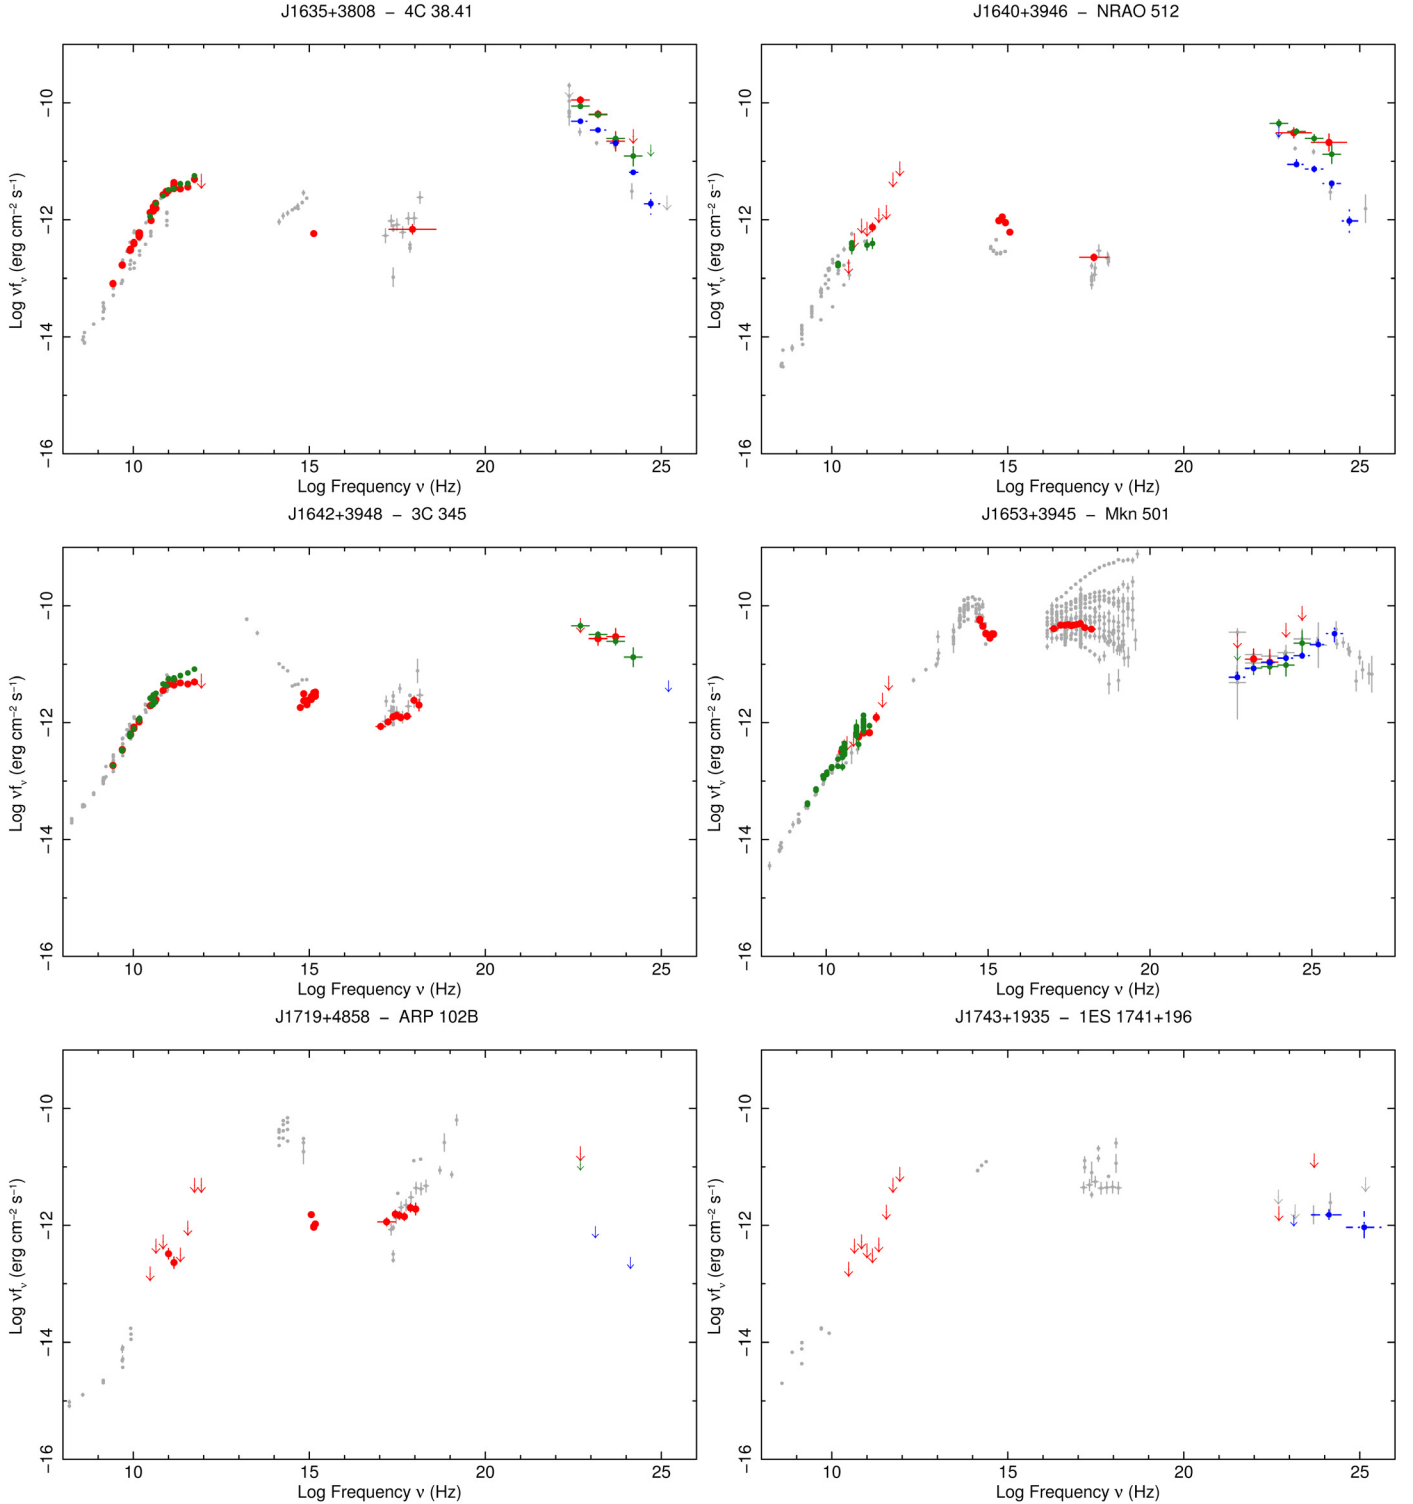 J1635+3808 – 4C 38.41
J1640+3946 – NRAO 512
Log νfν (erg cm⁻² s⁻¹)
−10
−12
−14
−16
10 15 20 25
Log Frequency ν (Hz)
Log νfν (erg cm⁻² s⁻¹)
−10
−12
−14
−16
10 15 20 25
Log Frequency ν (Hz)
J1642+3948 – 3C 345
J1653+3945 – Mkn 501
Log νfν (erg cm⁻² s⁻¹)
−10
−12
−14
−16
10 15 20 25
Log Frequency ν (Hz)
Log νfν (erg cm⁻² s⁻¹)
−10
−12
−14
−16
10 15 20 25
Log Frequency ν (Hz)
J1719+4858 – ARP 102B
J1743+1935 – 1ES 1741+196
Log νfν (erg cm⁻² s⁻¹)
−10
−12
−14
−16
10 15 20 25
Log Frequency ν (Hz)
Log νfν (erg cm⁻² s⁻¹)
−10
−12
−14
−16
10 15 20 25
Log Frequency ν (Hz)